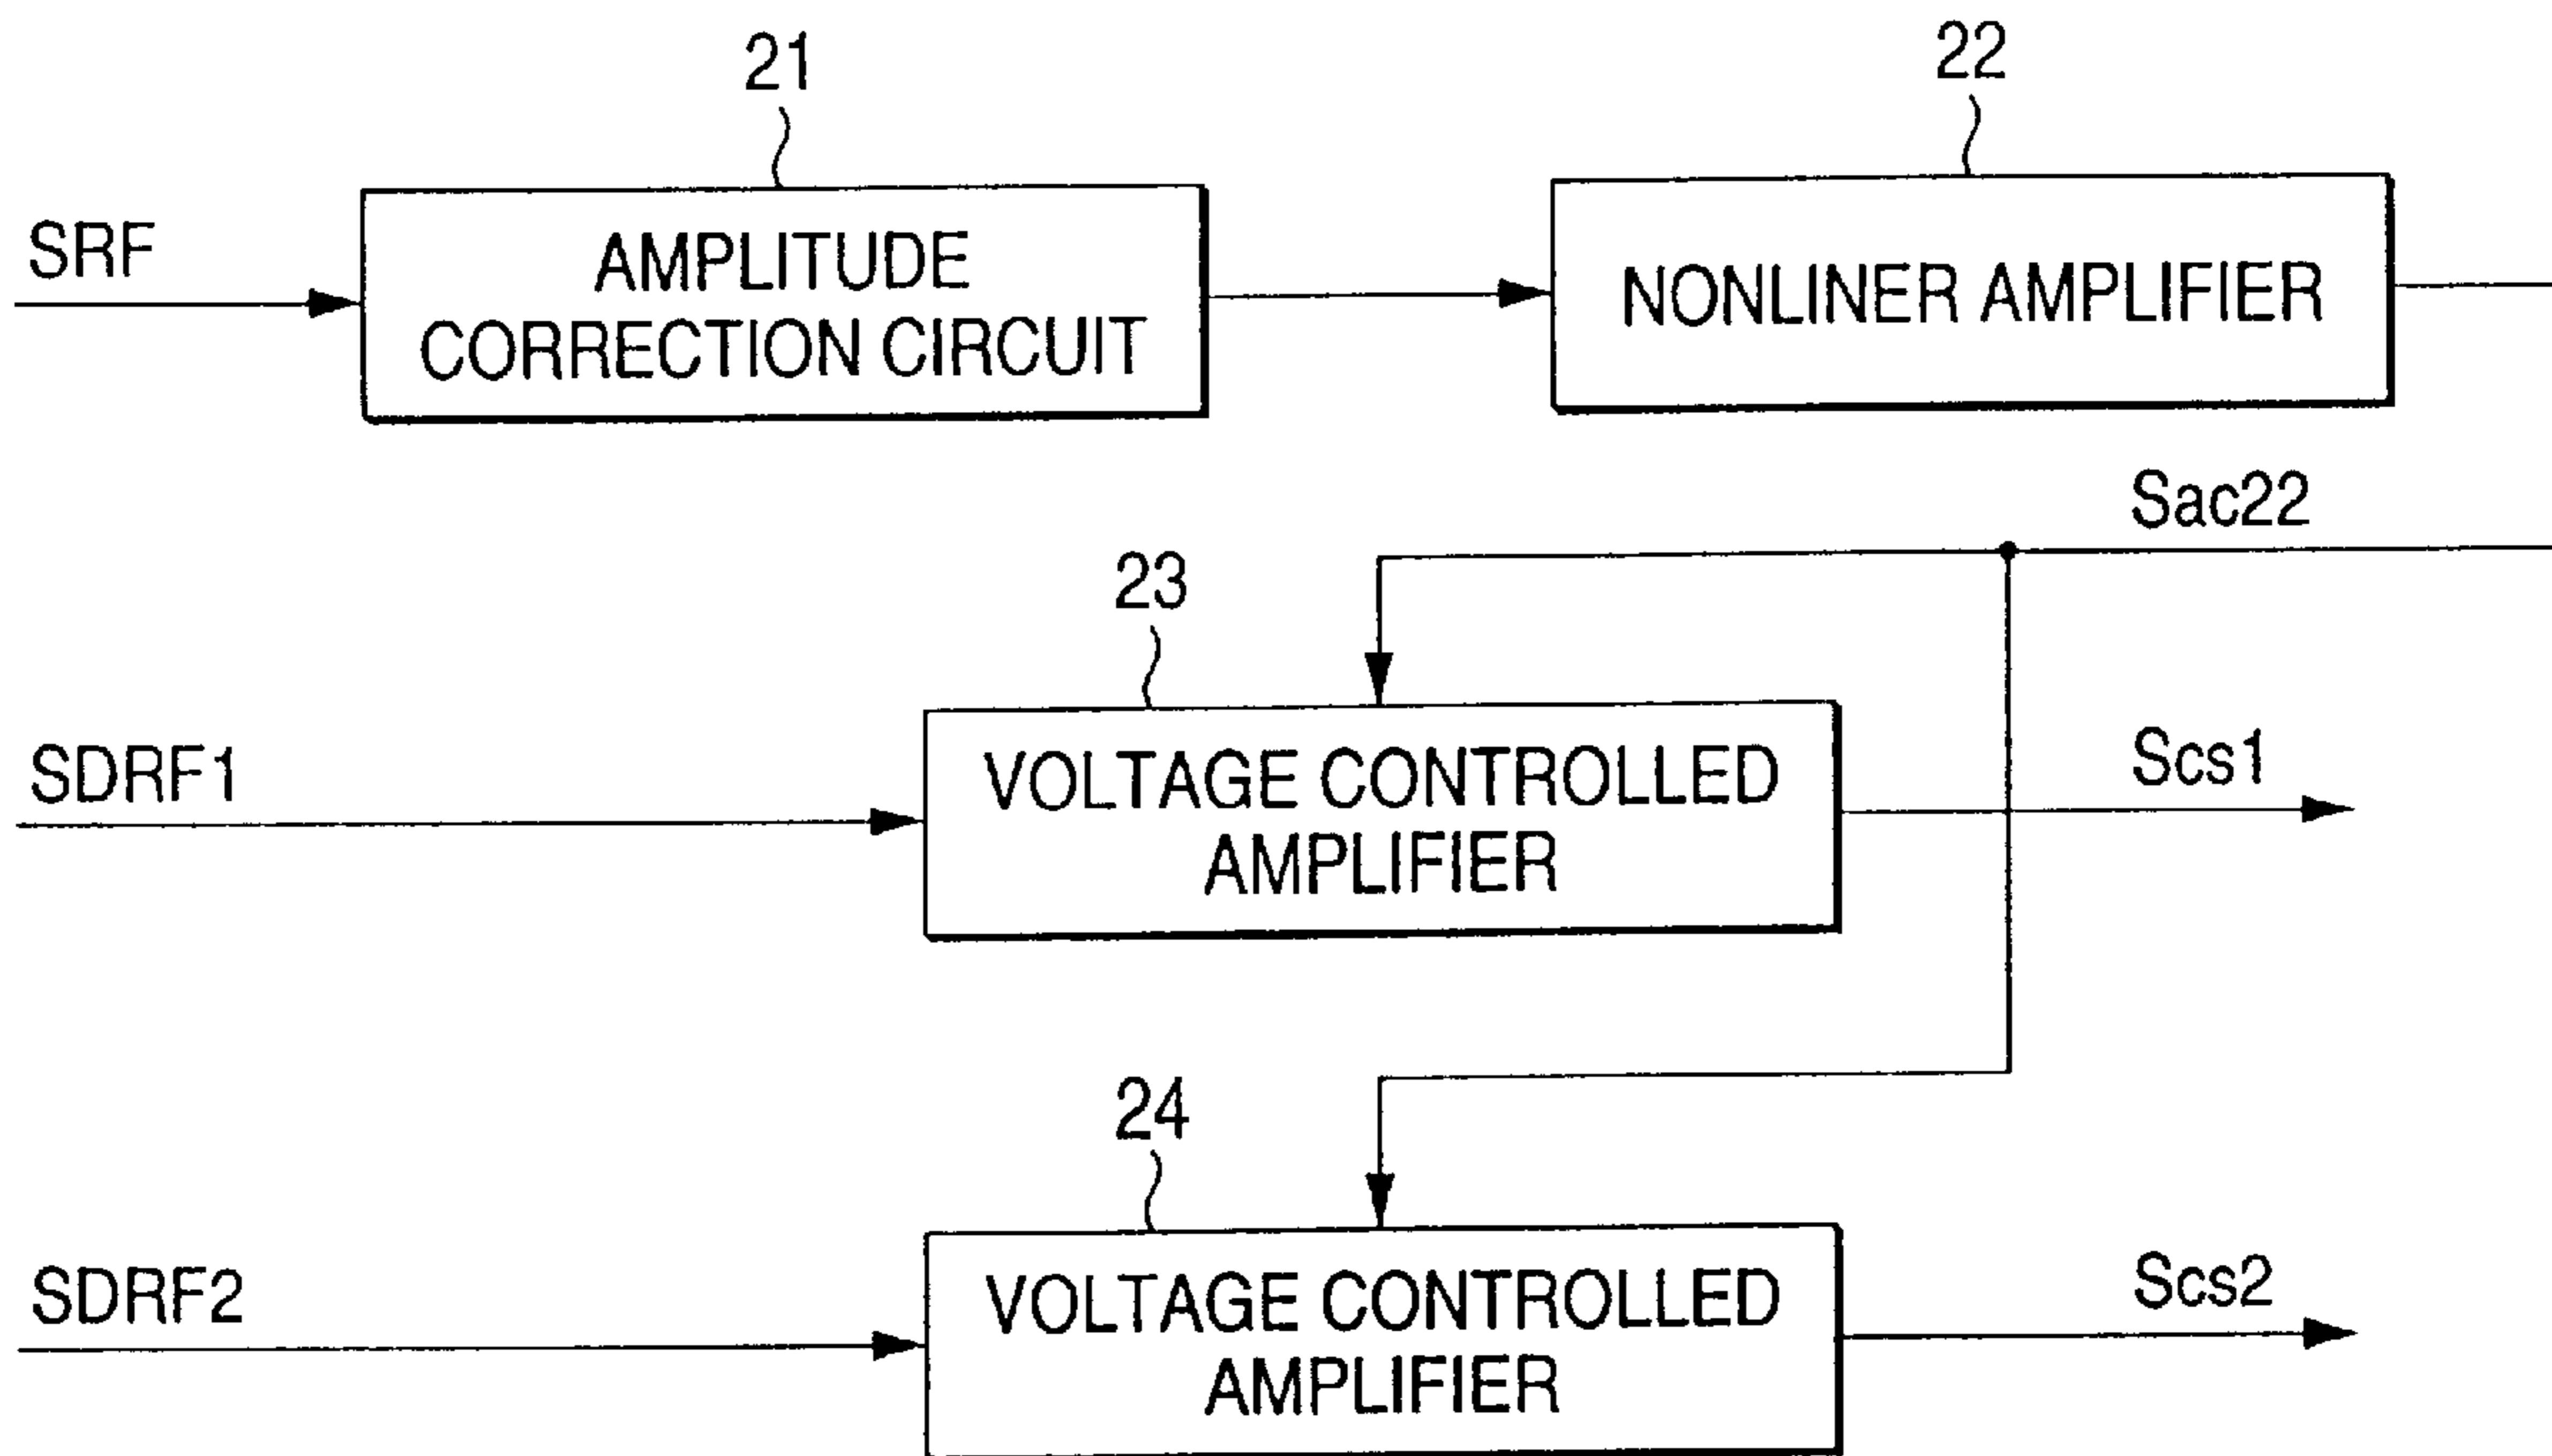 21
22
SRF
AMPLITUDE
CORRECTION CIRCUIT
NONLINER AMPLIFIER
Sac22
23
SDRF1
VOLTAGE CONTROLLED
AMPLIFIER
Scs1
24
SDRF2
VOLTAGE CONTROLLED
AMPLIFIER
Scs2